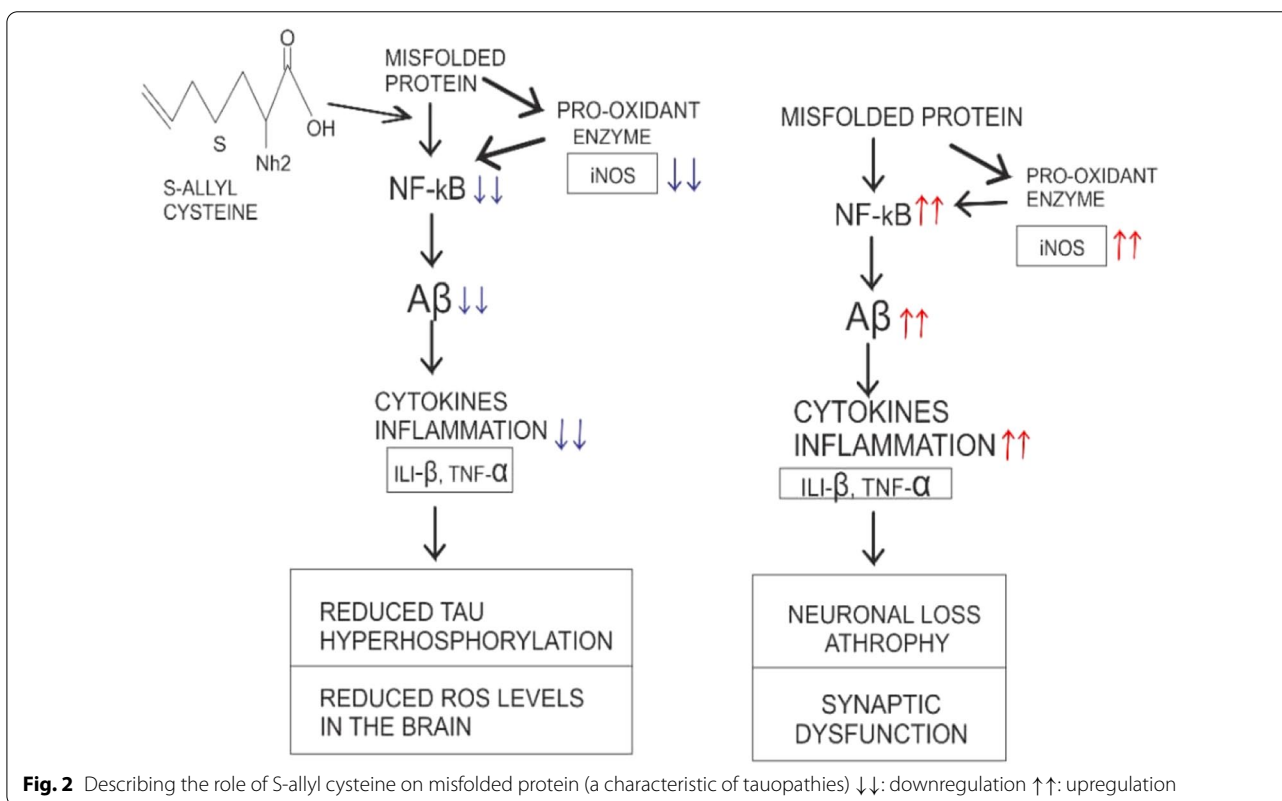 O
OH
S
Nh2
S-ALLYL
CYSTEINE
MISFOLDED
PROTEIN
PRO-OXIDANT
ENZYME
iNOS ↓↓
NF-kB ↓↓
Aβ ↓↓
CYTOKINES
INFLAMMATION ↓↓
ILI-β, TNF-α
REDUCED TAU
HYPERHOSPHORYLATION
REDUCED ROS LEVELS
IN THE BRAIN
MISFOLDED PROTEIN
PRO-OXIDANT
ENZYME
iNOS ↑↑
NF-kB ↑↑
Aβ ↑↑
CYTOKINES
INFLAMMATION ↑↑
ILI-β, TNF-α
NEURONAL LOSS
ATHROPHY
SYNAPTIC
DYSFUNCTION
Fig. 2 Describing the role of S-allyl cysteine on misfolded protein (a characteristic of tauopathies) ↓↓: downregulation ↑↑: upregulation